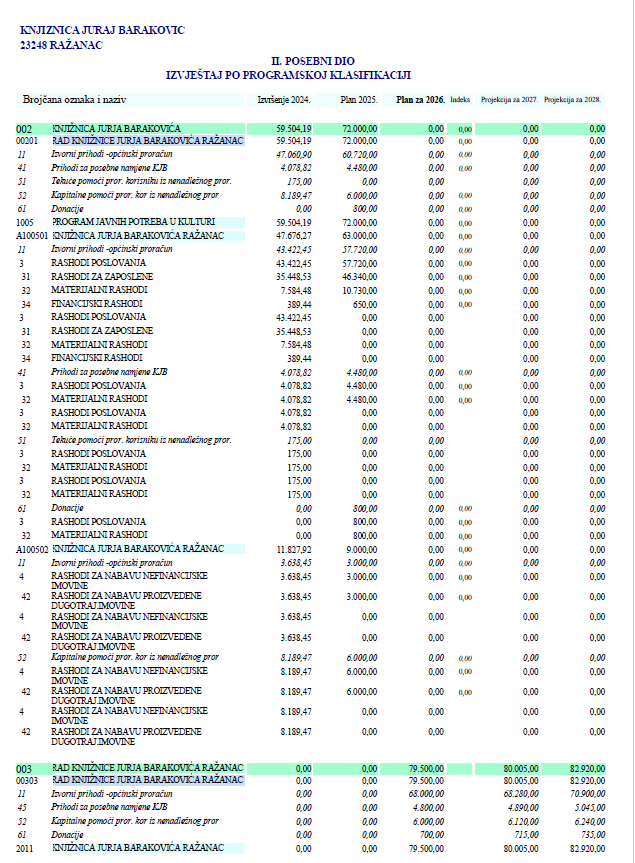 KNJIZNICA JURAJ BARAKOVIC
23248 RAŽANAC
II. POSEBNI DIO
IZVJEŠTAJ PO PROGRAMSKOJ KLASIFIKACIJI
Brojčana oznaka i naziv Izvršenje 2024. Plan 2025. Plan za 2026. Indeks Projekcija za 2027. Projekcija za 2028.
002 KNJIŽNICA JURJA BARAKOVIĆA 59.504,19 72.000,00 0,00 0,00 0,00 0,00
00201 RAD KNJIŽNICE JURJA BARAKOVIĆA RAŽANAC 59.504,19 72.000,00 0,00 0,00 0,00 0,00
11 Izvorni prihodi -općinski proračun 47.060,90 60.720,00 0,00 0,00 0,00 0,00
41 Prihodi za posebne namjene KJB 4.078,82 4.480,00 0,00 0,00 0,00 0,00
51 Tekuće pomoći pror. korisniku iz nenadležnog pror. 175,00 0,00 0,00 0,00 0,00
52 Kapitalne pomoći pror. kor iz nenadležnog pror 8.189,47 6.000,00 0,00 0,00 0,00 0,00
61 Donacije 0,00 800,00 0,00 0,00 0,00 0,00
1005 PROGRAM JAVNIH POTREBA U KULTURI 59.504,19 72.000,00 0,00 0,00 0,00 0,00
A100501 KNJIŽNICA JURJA BARAKOVIĆA RAŽANAC 47.676,27 63.000,00 0,00 0,00 0,00 0,00
11 Izvorni prihodi -općinski proračun 43.422,45 57.720,00 0,00 0,00 0,00 0,00
3 RASHODI POSLOVANJA 43.422,45 57.720,00 0,00 0,00 0,00 0,00
31 RASHODI ZA ZAPOSLENE 35.448,53 46.340,00 0,00 0,00 0,00 0,00
32 MATERIJALNI RASHODI 7.584,48 10.730,00 0,00 0,00 0,00 0,00
34 FINANCIJSKI RASHODI 389,44 650,00 0,00 0,00 0,00 0,00
3 RASHODI POSLOVANJA 43.422,45 0,00 0,00 0,00 0,00
31 RASHODI ZA ZAPOSLENE 35.448,53 0,00 0,00 0,00 0,00
32 MATERIJALNI RASHODI 7.584,48 0,00 0,00 0,00 0,00
34 FINANCIJSKI RASHODI 389,44 0,00 0,00 0,00 0,00
41 Prihodi za posebne namjene KJB 4.078,82 4.480,00 0,00 0,00 0,00 0,00
3 RASHODI POSLOVANJA 4.078,82 4.480,00 0,00 0,00 0,00 0,00
32 MATERIJALNI RASHODI 4.078,82 4.480,00 0,00 0,00 0,00 0,00
3 RASHODI POSLOVANJA 4.078,82 0,00 0,00 0,00 0,00
32 MATERIJALNI RASHODI 4.078,82 0,00 0,00 0,00 0,00
51 Tekuće pomoći pror. korisniku iz nenadležnog pror. 175,00 0,00 0,00 0,00 0,00
3 RASHODI POSLOVANJA 175,00 0,00 0,00 0,00 0,00
32 MATERIJALNI RASHODI 175,00 0,00 0,00 0,00 0,00
3 RASHODI POSLOVANJA 175,00 0,00 0,00 0,00 0,00
32 MATERIJALNI RASHODI 175,00 0,00 0,00 0,00 0,00
61 Donacije 0,00 800,00 0,00 0,00 0,00 0,00
3 RASHODI POSLOVANJA 0,00 800,00 0,00 0,00 0,00 0,00
32 MATERIJALNI RASHODI 0,00 800,00 0,00 0,00 0,00 0,00
A100502 KNJIŽNICA JURJA BARAKOVIĆA RAŽANAC 11.827,92 9.000,00 0,00 0,00 0,00 0,00
11 Izvorni prihodi -općinski proračun 3.638,45 3.000,00 0,00 0,00 0,00 0,00
4 RASHODI ZA NABAVU NEFINANCIJSKE 3.638,45 3.000,00 0,00 0,00 0,00 0,00
IMOVINE
42 RASHODI ZA NABAVU PROIZVEDENE 3.638,45 3.000,00 0,00 0,00 0,00 0,00
DUGOTRAJ.IMOVINE
4 RASHODI ZA NABAVU NEFINANCIJSKE 3.638,45 0,00 0,00 0,00 0,00
IMOVINE
42 RASHODI ZA NABAVU PROIZVEDENE 3.638,45 0,00 0,00 0,00 0,00
DUGOTRAJ.IMOVINE
52 Kapitalne pomoći pror. kor iz nenadležnog pror 8.189,47 6.000,00 0,00 0,00 0,00 0,00
4 RASHODI ZA NABAVU NEFINANCIJSKE 8.189,47 6.000,00 0,00 0,00 0,00 0,00
IMOVINE
42 RASHODI ZA NABAVU PROIZVEDENE 8.189,47 6.000,00 0,00 0,00 0,00 0,00
DUGOTRAJ.IMOVINE
4 RASHODI ZA NABAVU NEFINANCIJSKE 8.189,47 0,00 0,00 0,00 0,00
IMOVINE
42 RASHODI ZA NABAVU PROIZVEDENE 8.189,47 0,00 0,00 0,00 0,00
DUGOTRAJ.IMOVINE
003 RAD KNJIŽNICE JURJA BARAKOVIĆA RAŽANAC 0,00 0,00 79.500,00 80.005,00 82.920,00
00303 RAD KNJIŽNICE JURJA BARAKOVIĆA RAŽANAC 0,00 0,00 79.500,00 80.005,00 82.920,00
11 Izvorni prihodi -općinski proračun 0,00 0,00 68.000,00 68.280,00 70.900,00
45 Prihodi za posebne namjene KJB 0,00 0,00 4.800,00 4.890,00 5.045,00
52 Kapitalne pomoći pror. kor iz nenadležnog pror 0,00 0,00 6.000,00 6.120,00 6.240,00
61 Donacije 0,00 0,00 700,00 715,00 735,00
2011 KNJIŽNICA JURJA BARAKOVIĆA RAŽANAC 0,00 0,00 79.500,00 80.005,00 82.920,00